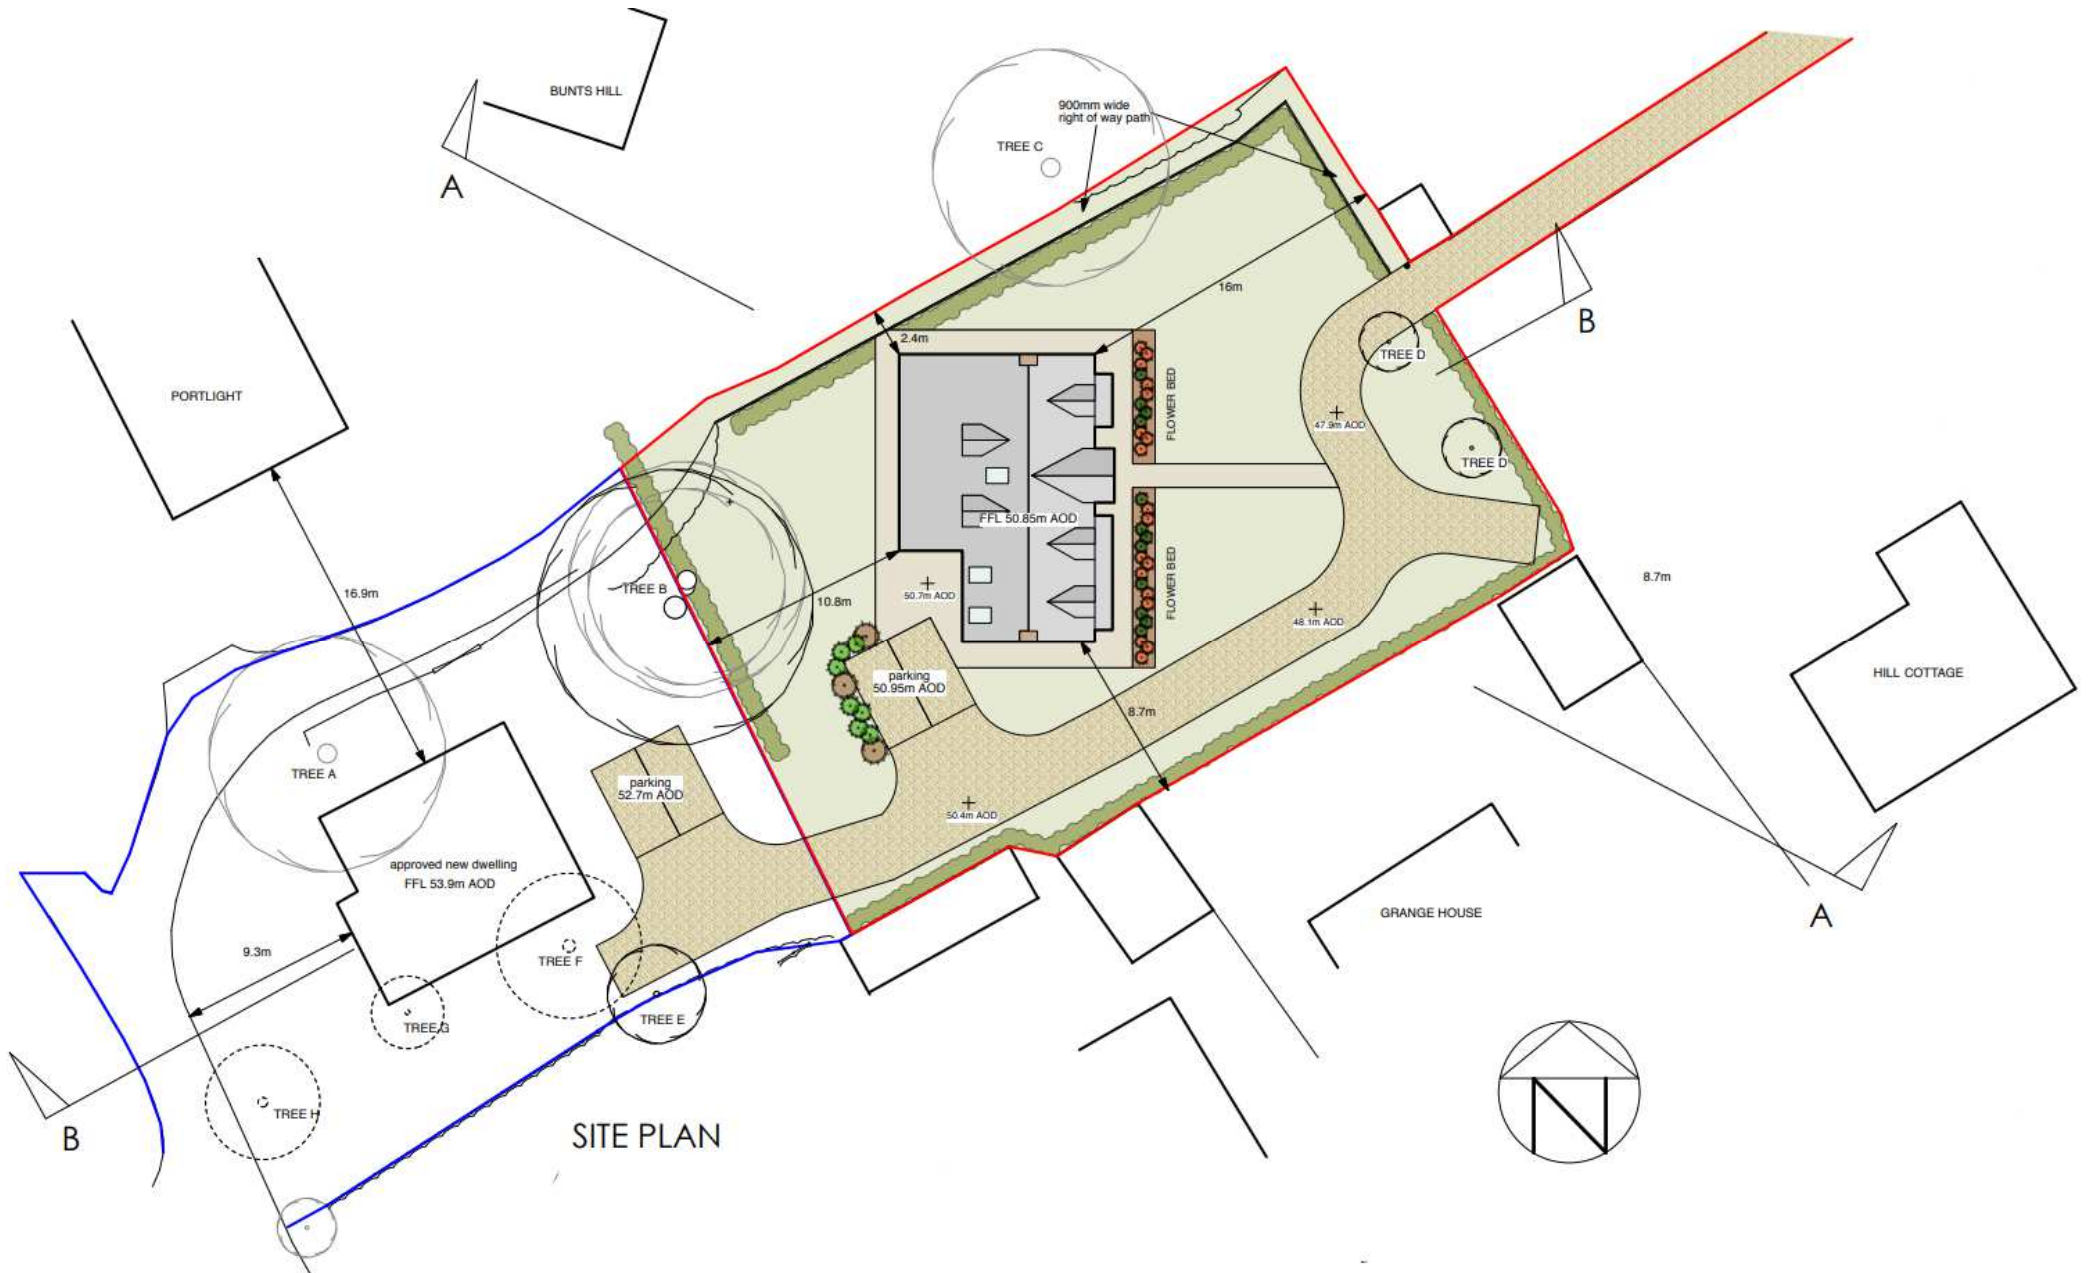 BUNTS HILL
900mm wide
right of way path
TREE C
A
16m
B
2.4m
TREE D
PORTLIGHT
FLOWER BED
47.9m AOD
TREE D
FFL 50.85m AOD
8.7m
16.9m
TREE B
50.7m AOD
10.8m
FLOWER BED
48.1m AOD
HILL COTTAGE
parking
50.95m AOD
8.7m
TREE A
parking
52.7m AOD
50.4m AOD
approved new dwelling
FFL 53.9m AOD
GRANGE HOUSE
A
9.3m
TREE F
TREE E
TREE G
TREE H
B
SITE PLAN
N